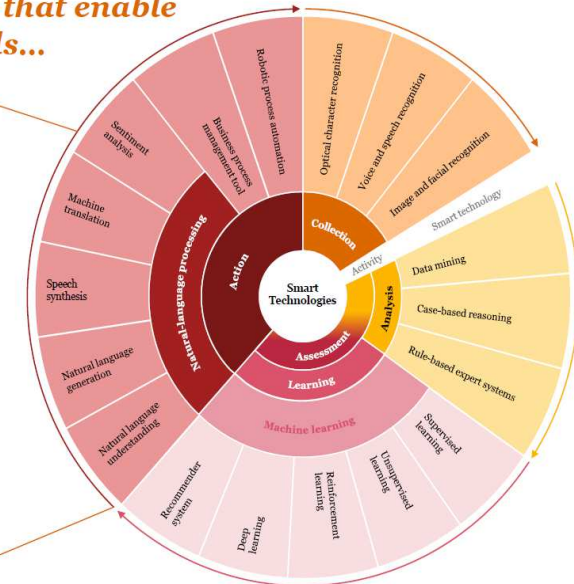 that enable
ls...
Smart
Technologies
Collection
Optical character recognition
Voice and speech recognition
Image and facial recognition
Smart technology
Activity
Analysis
Data mining
Case-based reasoning
Rule-based expert systems
Assessment
Learning
Machine learning
Supervised
learning
Unsupervised
learning
Reinforcement
learning
Deep
learning
Recommender
system
Action
Natural-language processing
Natural language
understanding
Natural language
generation
Speech
synthesis
Machine
translation
Sentiment
analysis
Business process
management tool
Robotic process automation